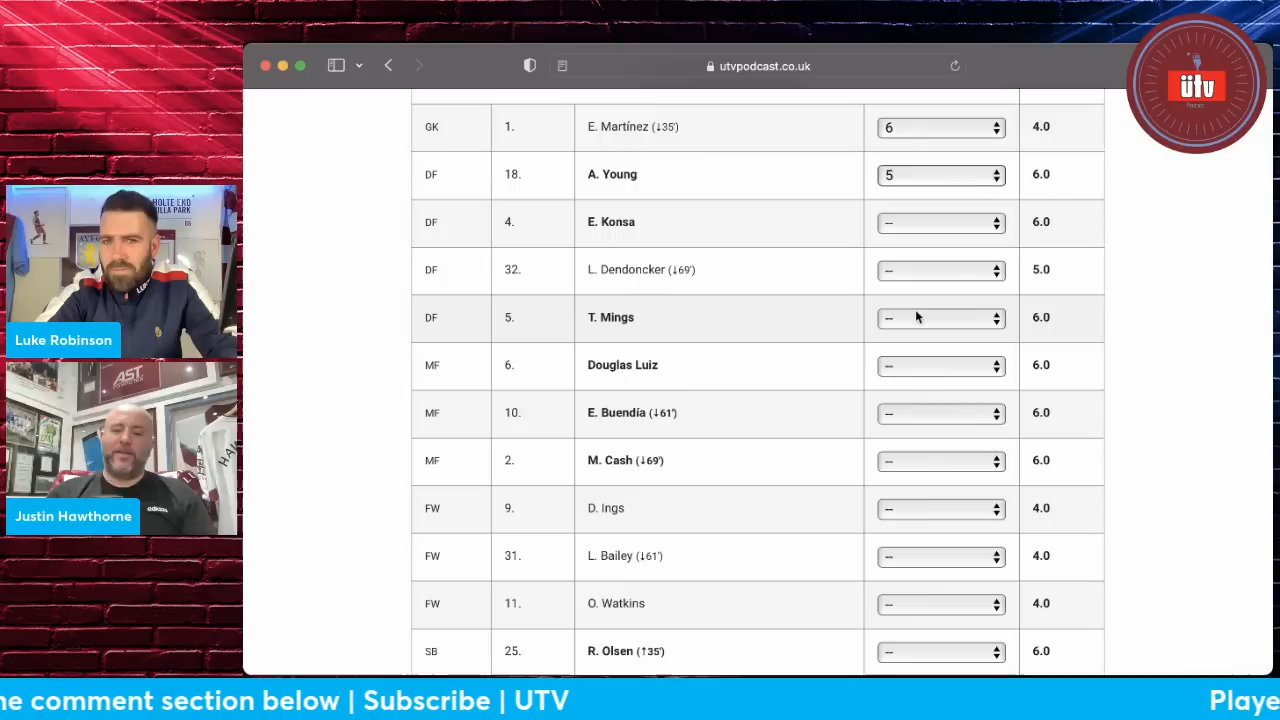 utvpodcast.co.uk
ütv
Podcast
GK 1. E. Martínez (↓35') 6 4.0
DF 18. A. Young 5 6.0
DF 4. E. Konsa -- 6.0
DF 32. L. Dendoncker (↓69') -- 5.0
DF 5. T. Mings -- 6.0
MF 6. Douglas Luiz -- 6.0
MF 10. E. Buendía (↓61') -- 6.0
MF 2. M. Cash (↓69') -- 6.0
FW 9. D. Ings -- 4.0
FW 31. L. Bailey (↓61') -- 4.0
FW 11. O. Watkins -- 4.0
SB 25. R. Olsen (↑35') -- 6.0
HOLTE END
VILLA PARK
Luke Robinson
AST
adidas
Justin Hawthorne
he comment section below | Subscribe | UTV
Playe